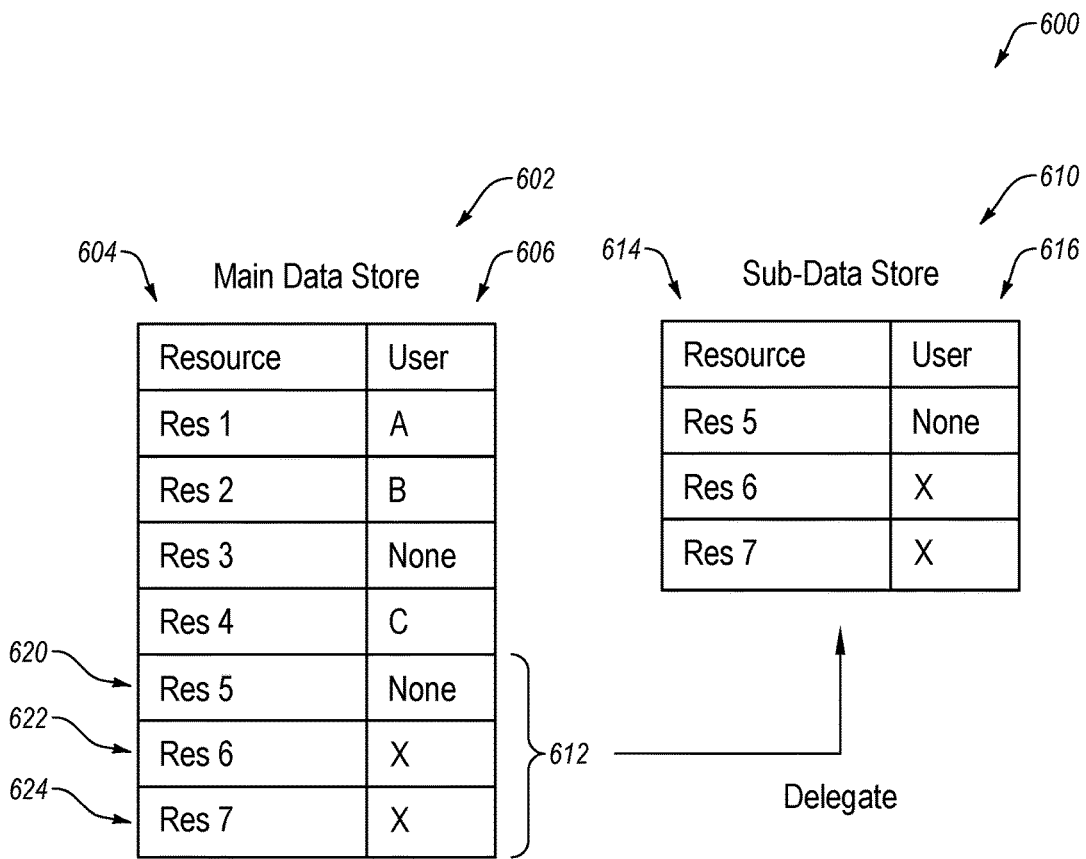 600
602
610
604
606
614
616
Main Data Store
Sub-Data Store
Resource User
Res 1 A
Res 2 B
Res 3 None
Res 4 C
620
Res 5 None
622
Res 6 X
612
624
Res 7 X
Resource User
Res 5 None
Res 6 X
Res 7 X
Delegate